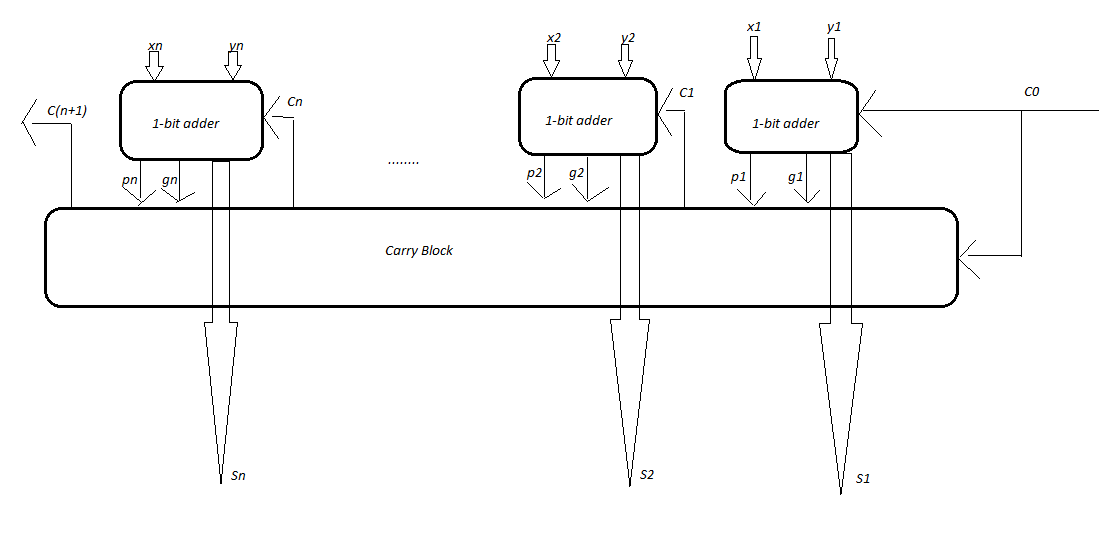 x1
y1
x2
y2
xn
yn
C0
C1
Cn
C(n+1)
1-bit adder
1-bit adder
1-bit adder
........
pn
gn
p2
g2
p1
g1
Carry Block
Sn
S2
S1